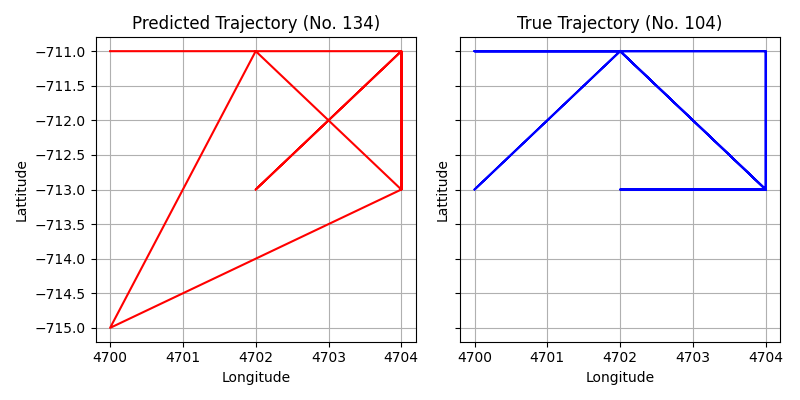 Predicted Trajectory (No. 134)
True Trajectory (No. 104)
Lattitude
−711.0
−711.5
−712.0
−712.5
−713.0
−713.5
−714.0
−714.5
−715.0
4700 4701 4702 4703 4704
Longitude
Lattitude
4700 4701 4702 4703 4704
Longitude